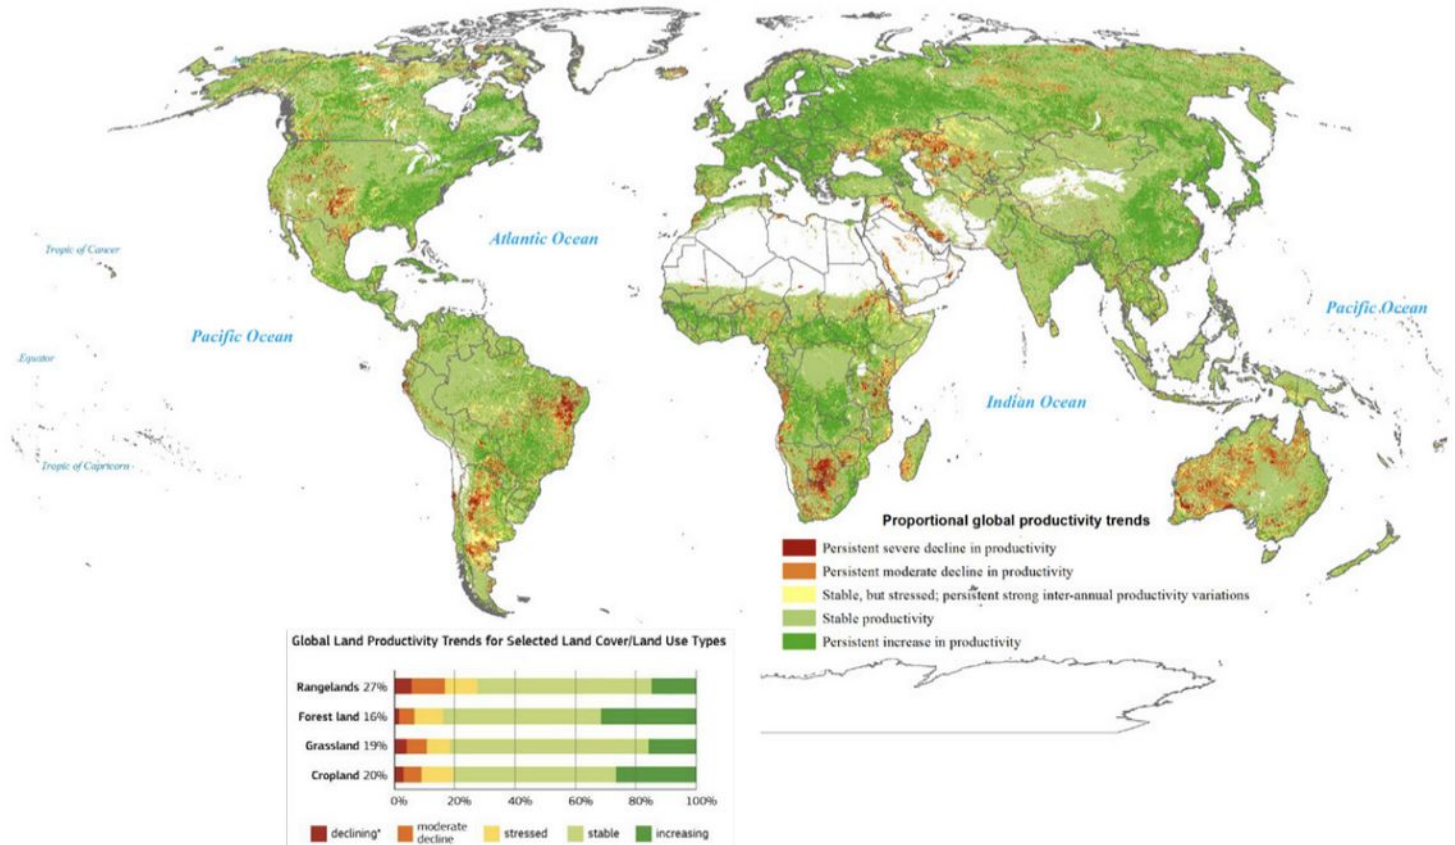 Arctic Circle
Atlantic Ocean
Tropic of Cancer
Pacific Ocean
Pacific Ocean
Equator
Indian Ocean
Tropic of Capricorn
Proportional global productivity trends
Persistent severe decline in productivity
Persistent moderate decline in productivity
Stable, but stressed; persistent strong inter-annual productivity variations
Stable productivity
Persistent increase in productivity
Global Land Productivity Trends for Selected Land Cover/Land Use Types
Rangelands 27%
Forest land 16%
Grassland 19%
Cropland 20%
0% 20% 40% 60% 80% 100%
declining* moderate decline stressed stable increasing